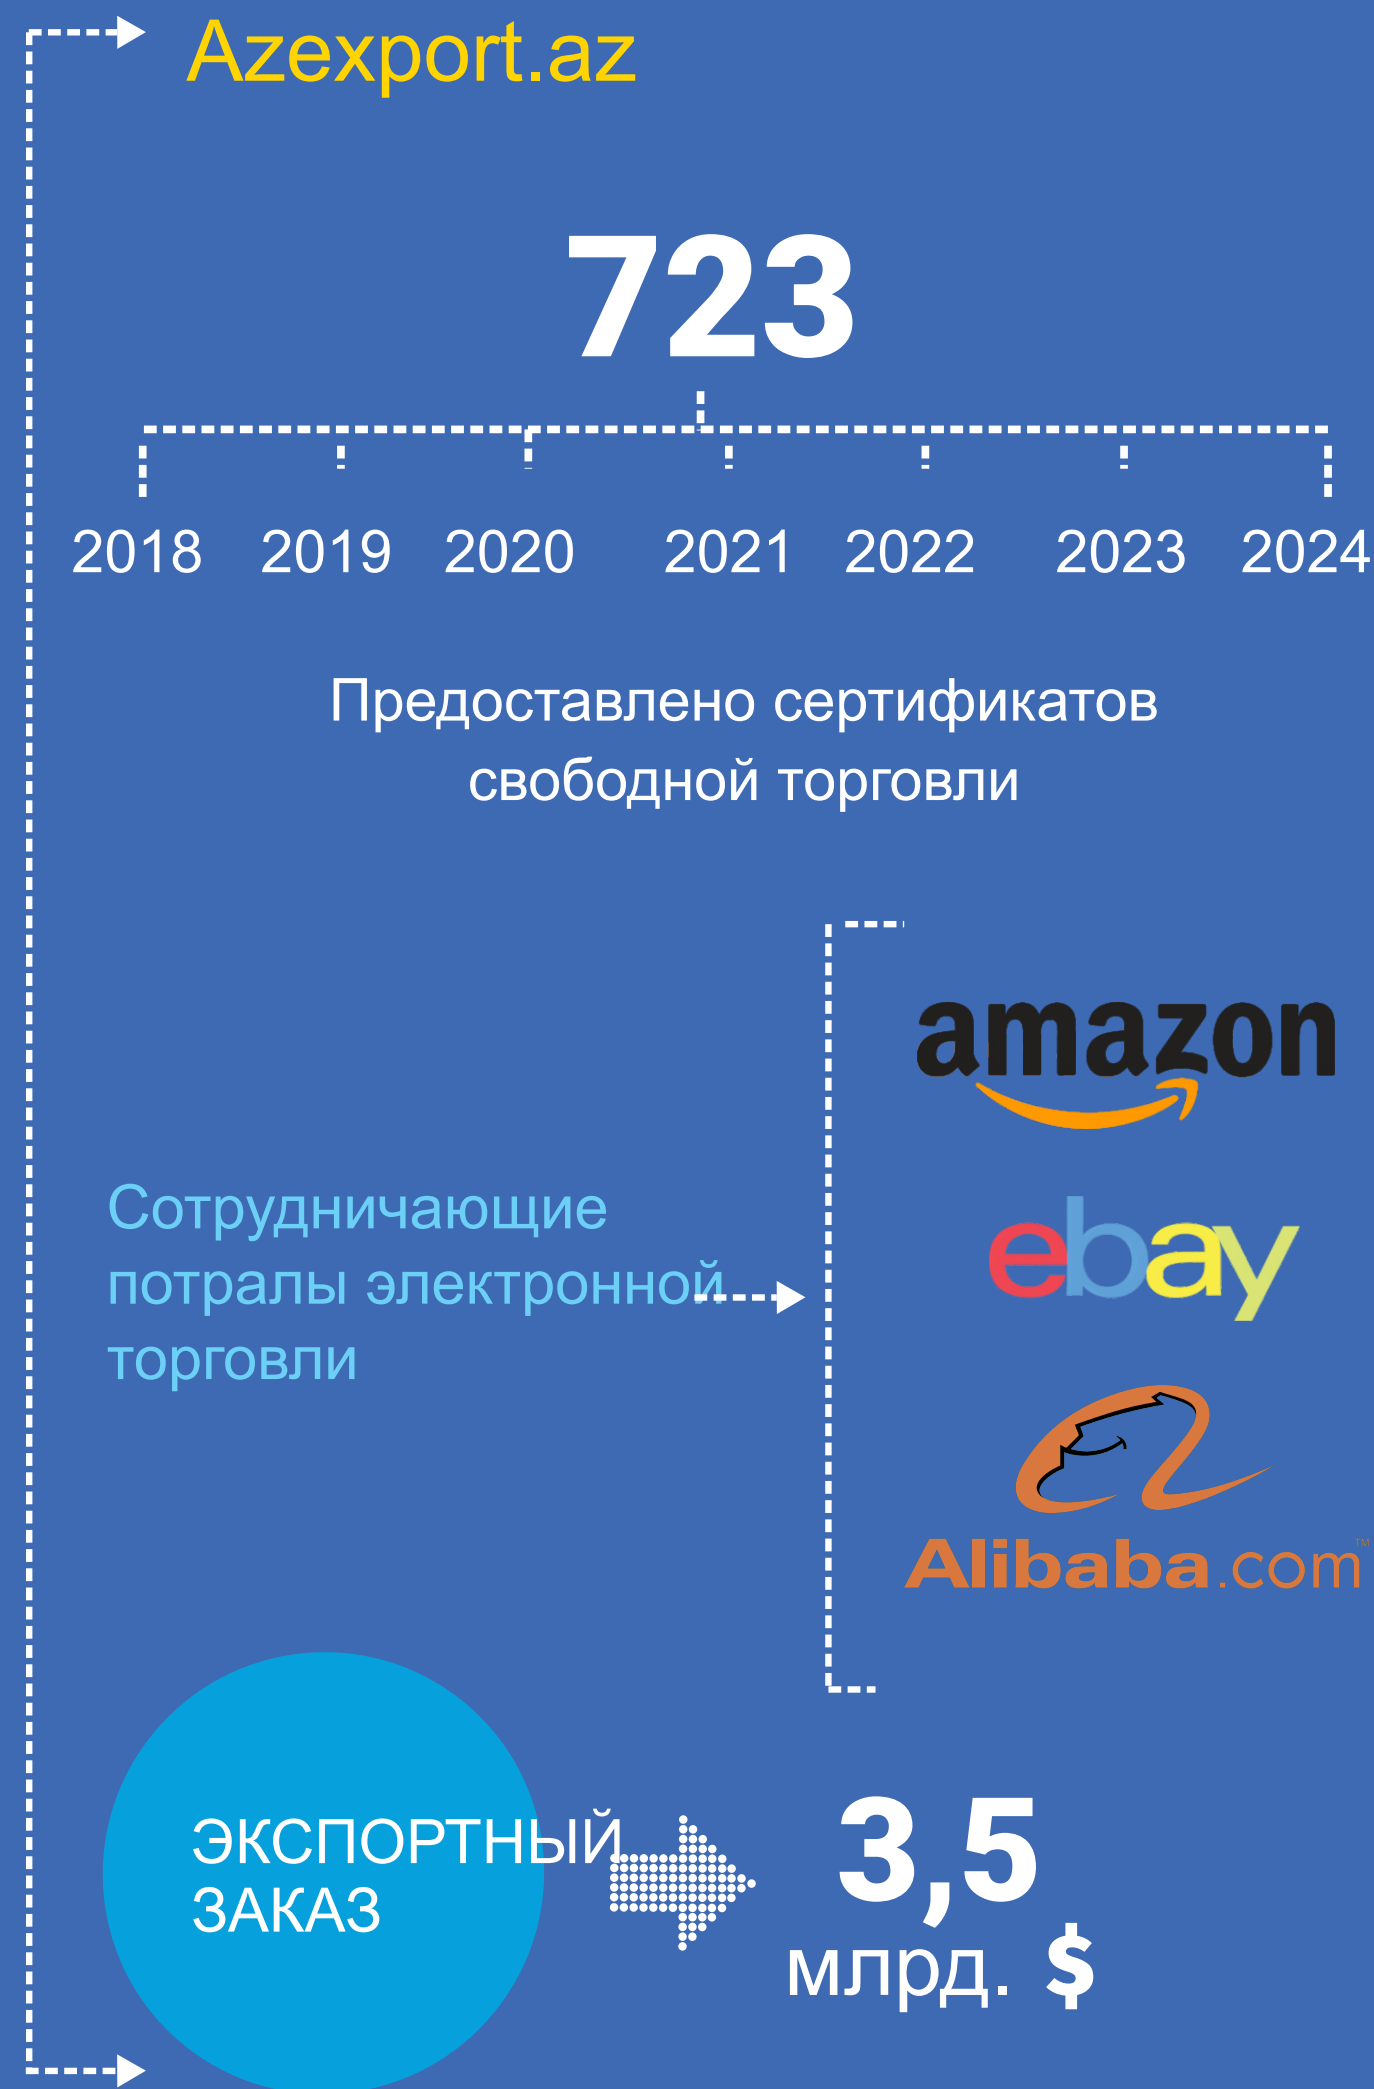 Azexport.az
723
2018 2019 2020 2021 2022 2023 2024
Предоставлено сертификатов
свободной торговли
amazon
ebay
Alibaba.com™
Сотрудничающие
потралы электронной
торговли
ЭКСПОРТНЫЙ
ЗАКАЗ
3,5
млрд. $